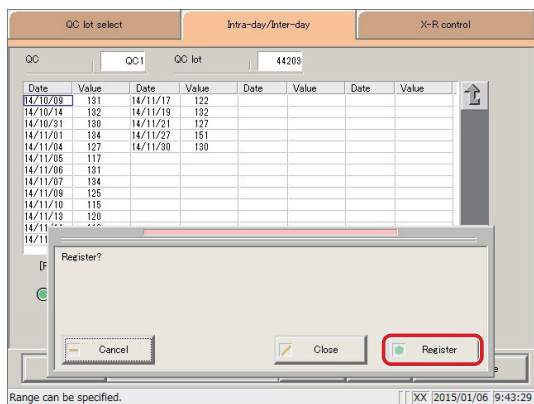 QC lot select Intra-day/Inter-day X-R control
QC QC1 QC lot 44203
Date Value Date Value Date Value Date Value
14/10/09 131 14/11/17 122
14/10/14 132 14/11/19 132
14/10/31 130 14/11/21 127
14/11/01 134 14/11/27 151
14/11/04 127 14/11/30 130
14/11/05 117
14/11/06 131
14/11/07 134
14/11/09 125
14/11/10 115
14/11/13 120
14/11
Register?
Cancel Close Register
Range can be specified. XX 2015/01/06 9:43:29